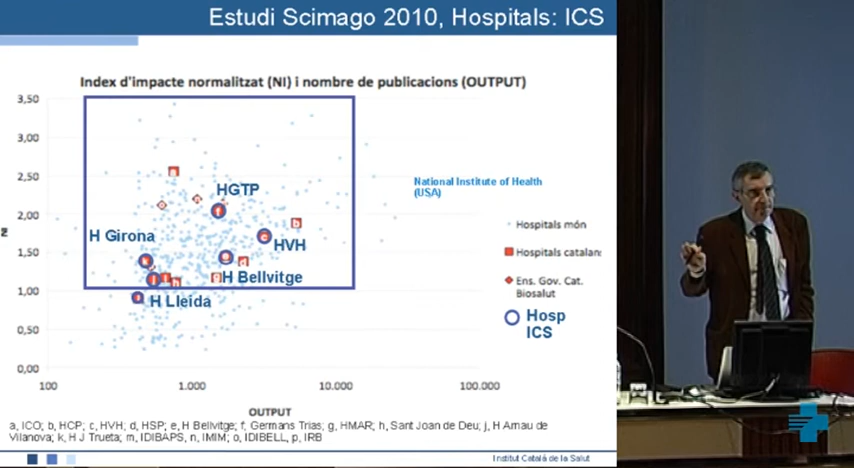 Estudi Scimago 2010, Hospitals: ICS
Index d'impacte normalitzat (NI) i nombre de publicacions (OUTPUT)
3,50
3,00
2,50
2,00
1,50
1,00
0,50
0,00
NI
100
1.000
10.000
100.000
OUTPUT
HGTP
H Girona
HVH
H Bellvitge
H Lleida
a
n
o
f
b
c
d
e
k
g
h
j
National Institute of Health
(USA)
Hospitals món
Hospitals catalans
Ens. Gov. Cat.
Biosalut
Hosp
ICS
a, ICO; b, HCP; c, HVH; d, HSP; e, H Bellvitge; f, Germans Trias; g, HMAR; h, Sant Joan de Deu; j, H Arnau de
Vilanova; k, H J Trueta; m, IDIBAPS, n, IMIM; o, IDIBELL, p, IRB
Institut Català de la Salut